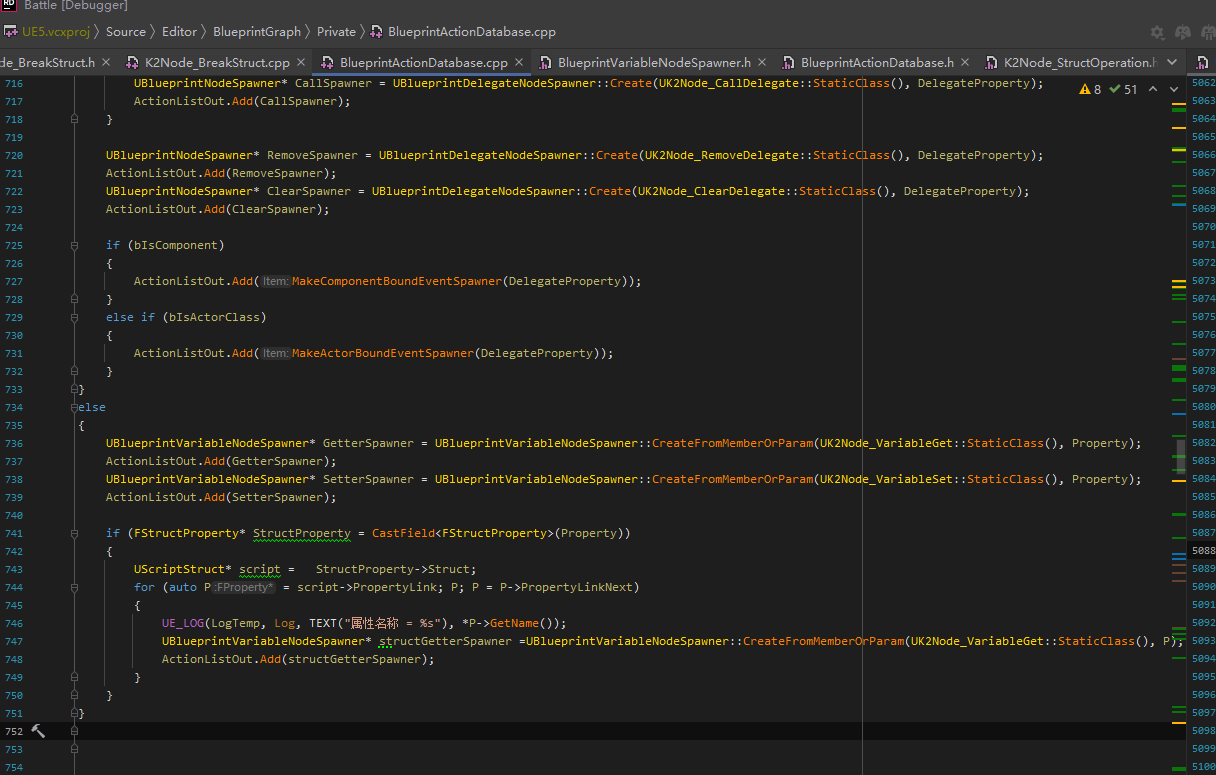 Battle [Debugger]
UE5.vcxproj Source Editor BlueprintGraph Private BlueprintActionDatabase.cpp
de_BreakStruct.h K2Node_BreakStruct.cpp BlueprintActionDatabase.cpp BlueprintVariableNodeSpawner.h BlueprintActionDatabase.h K2Node_StructOperation.h
8 51
716 UBlueprintNodeSpawner* CallSpawner = UBlueprintDelegateNodeSpawner::Create(UK2Node_CallDelegate::StaticClass(), DelegateProperty); 5062
717 ActionListOut.Add(CallSpawner); 5063
718 } 5064
719 5065
720 UBlueprintNodeSpawner* RemoveSpawner = UBlueprintDelegateNodeSpawner::Create(UK2Node_RemoveDelegate::StaticClass(), DelegateProperty); 5066
721 ActionListOut.Add(RemoveSpawner); 5067
722 UBlueprintNodeSpawner* ClearSpawner = UBlueprintDelegateNodeSpawner::Create(UK2Node_ClearDelegate::StaticClass(), DelegateProperty); 5068
723 ActionListOut.Add(ClearSpawner); 5069
724 5070
725 if (bIsComponent) 5071
726 { 5072
727 ActionListOut.Add(Item:MakeComponentBoundEventSpawner(DelegateProperty)); 5073
728 } 5074
729 else if (bIsActorClass) 5075
730 { 5076
731 ActionListOut.Add(Item:MakeActorBoundEventSpawner(DelegateProperty)); 5077
732 } 5078
733 } 5079
734 else 5080
735 { 5081
736 UBlueprintVariableNodeSpawner* GetterSpawner = UBlueprintVariableNodeSpawner::CreateFromMemberOrParam(UK2Node_VariableGet::StaticClass(), Property); 5082
737 ActionListOut.Add(GetterSpawner); 5083
738 UBlueprintVariableNodeSpawner* SetterSpawner = UBlueprintVariableNodeSpawner::CreateFromMemberOrParam(UK2Node_VariableSet::StaticClass(), Property); 5084
739 ActionListOut.Add(SetterSpawner); 5085
740 5086
741 if (FStructProperty* StructProperty = CastField<FStructProperty>(Property)) 5087
742 { 5088
743 UScriptStruct* script = StructProperty->Struct; 5089
744 for (auto P:FProperty* = script->PropertyLink; P; P = P->PropertyLinkNext) 5090
745 { 5091
746 UE_LOG(LogTemp, Log, TEXT("属性名称 = %s"), *P->GetName()); 5092
747 UBlueprintVariableNodeSpawner* structGetterSpawner =UBlueprintVariableNodeSpawner::CreateFromMemberOrParam(UK2Node_VariableGet::StaticClass(), P); 5093
748 ActionListOut.Add(structGetterSpawner); 5094
749 } 5095
750 } 5096
751 } 5097
752 5098
753 5099
754 5100